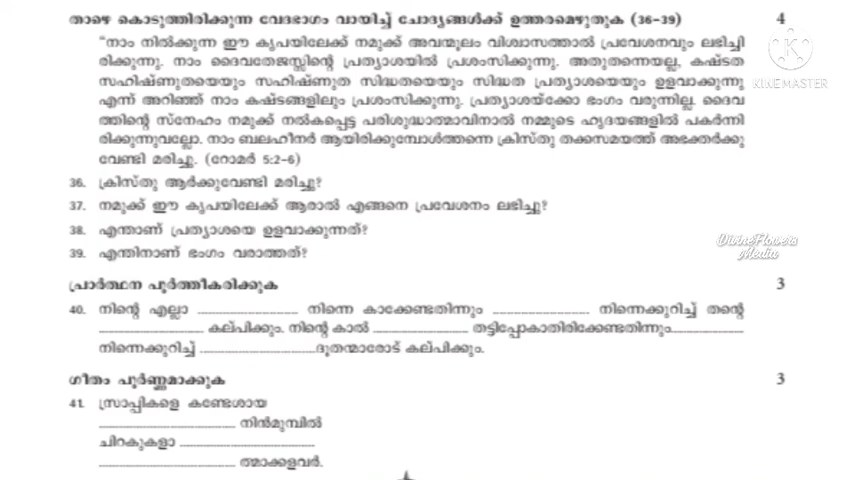 താഴെ കൊടുത്തിരിക്കുന്ന വേദഭാഗം വായിച്ച് ചോദ്യങ്ങൾക്ക് ഉത്തരമെഴുതുക (36-39) 4
"നാം നിൽക്കുന്ന ഈ കൃപയിലേക്ക് നമുക്ക് അവന്മൂലം വിശ്വാസത്താൽ പ്രവേശനവും ലഭിച്ചി
രിക്കുന്നു. നാം ദൈവതേജസ്സിന്റെ പ്രത്യാശയിൽ പ്രശംസിക്കുന്നു. അതുതന്നെയല്ല, കഷ്ടത
സഹിഷ്ണുതയെയും സഹിഷ്ണുത സിദ്ധതയെയും സിദ്ധത പ്രത്യാശയെയും ഉളവാക്കുന്നു
എന്ന് അറിഞ്ഞ് നാം കഷ്ടങ്ങളിലും പ്രശംസിക്കുന്നു. പ്രത്യാശയ്ക്കോ ഭംഗം വരുന്നില്ല. ദൈവ
ത്തിന്റെ സ്നേഹം നമുക്ക് നൽകപ്പെട്ട പരിശുദ്ധാത്മാവിനാൽ നമ്മുടെ ഹൃദയങ്ങളിൽ പകർന്നി
രിക്കുന്നുവല്ലോ. നാം ബലഹീനർ ആയിരിക്കുമ്പോൾത്തന്നെ ക്രിസ്തു തക്കസമയത്ത് അഭക്തർക്കു
വേണ്ടി മരിച്ചു. (റോമർ 5:2-6)
36. ക്രിസ്തു ആർക്കുവേണ്ടി മരിച്ചു?
37. നമുക്ക് ഈ കൃപയിലേക്ക് ആരാൽ എങ്ങനെ പ്രവേശനം ലഭിച്ചു?
38. എന്താണ് പ്രത്യാശയെ ഉളവാക്കുന്നത്?
39. എന്തിനാണ് ഭംഗം വരാത്തത്?
പ്രാർത്ഥന പൂർത്തീകരിക്കുക 3
40. നിന്റെ എല്ലാ ........................ നിന്നെ കാക്കേണ്ടതിന്നും ........................ നിന്നെക്കുറിച്ച് തന്റെ
........................ കല്പിക്കും. നിന്റെ കാൽ ........................ തട്ടിപ്പോകാതിരിക്കേണ്ടതിന്നും........................
നിന്നെക്കുറിച്ച് ........................ദൂതന്മാരോട് കല്പിക്കും.
ഗീതം പൂർണ്ണമാക്കുക 3
41. സ്രാപ്പികളെ കണ്ടേശായ
........................ നിൻമുമ്പിൽ
ചിറകുകളാ ........................
........................ ത്മാക്കളവർ.
KINEMASTER
DivineFlowers
Media